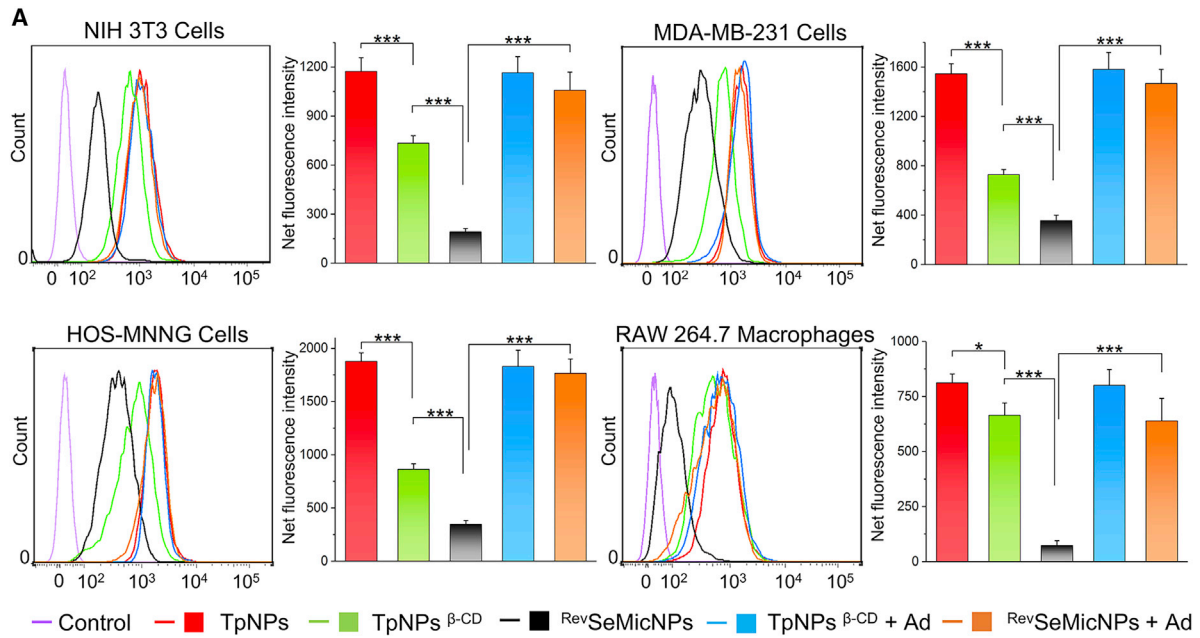 A
NIH 3T3 Cells
Count
0
0 10² 10³ 10⁴ 10⁵
Net fluorescence intensity
1200
900
600
300
0
***
***
***
MDA-MB-231 Cells
Count
0
0 10² 10³ 10⁴ 10⁵
Net fluorescence intensity
1600
1200
800
400
0
***
***
***
HOS-MNNG Cells
Count
0
0 10² 10³ 10⁴ 10⁵
Net fluorescence intensity
2000
1500
1000
500
0
***
***
***
RAW 264.7 Macrophages
Count
0
0 10² 10³ 10⁴ 10⁵
Net fluorescence intensity
1000
750
500
250
0
*
***
***
Control TpNPs TpNPs β-CD RevSeMicNPs TpNPs β-CD + Ad RevSeMicNPs + Ad